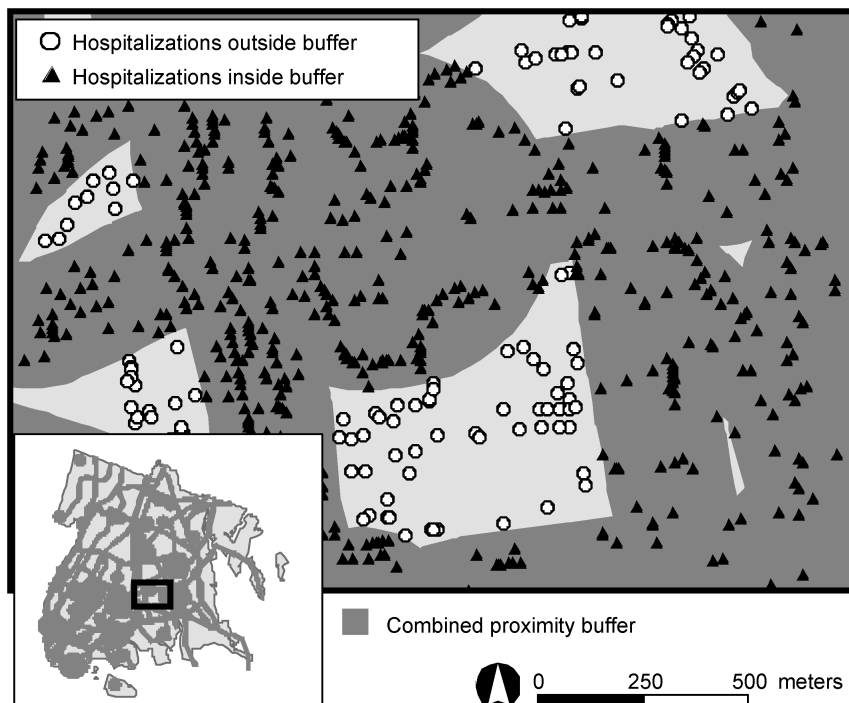 Hospitalizations outside buffer
Hospitalizations inside buffer
Combined proximity buffer
0 250 500 meters